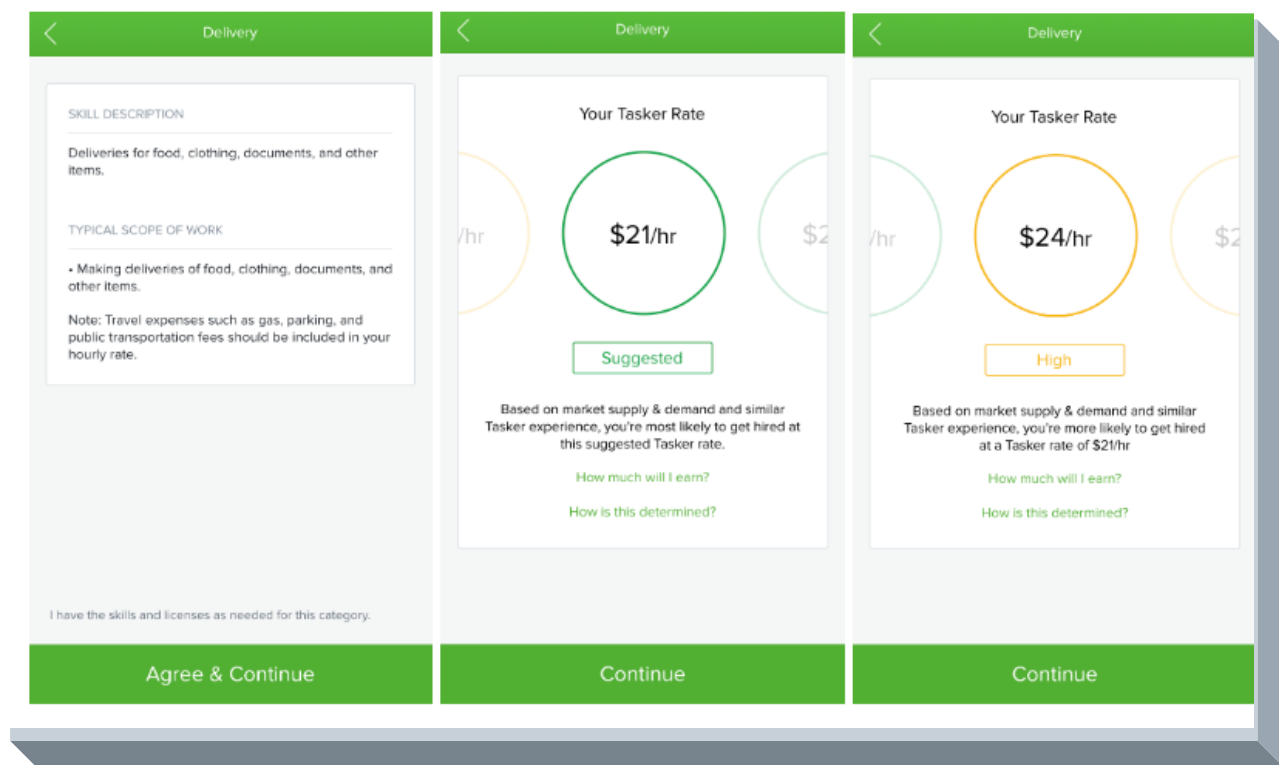 Delivery
SKILL DESCRIPTION
Deliveries for food, clothing, documents, and other
items.
TYPICAL SCOPE OF WORK
• Making deliveries of food, clothing, documents, and
other items.
Note: Travel expenses such as gas, parking, and
public transportation fees should be included in your
hourly rate.
I have the skills and licenses as needed for this category.
Agree & Continue
Delivery
Your Tasker Rate
/hr
$21/hr
$2
Suggested
Based on market supply & demand and similar
Tasker experience, you're most likely to get hired at
this suggested Tasker rate.
How much will I earn?
How is this determined?
Continue
Delivery
Your Tasker Rate
/hr
$24/hr
$2
High
Based on market supply & demand and similar
Tasker experience, you're more likely to get hired
at a Tasker rate of $21/hr
How much will I earn?
How is this determined?
Continue